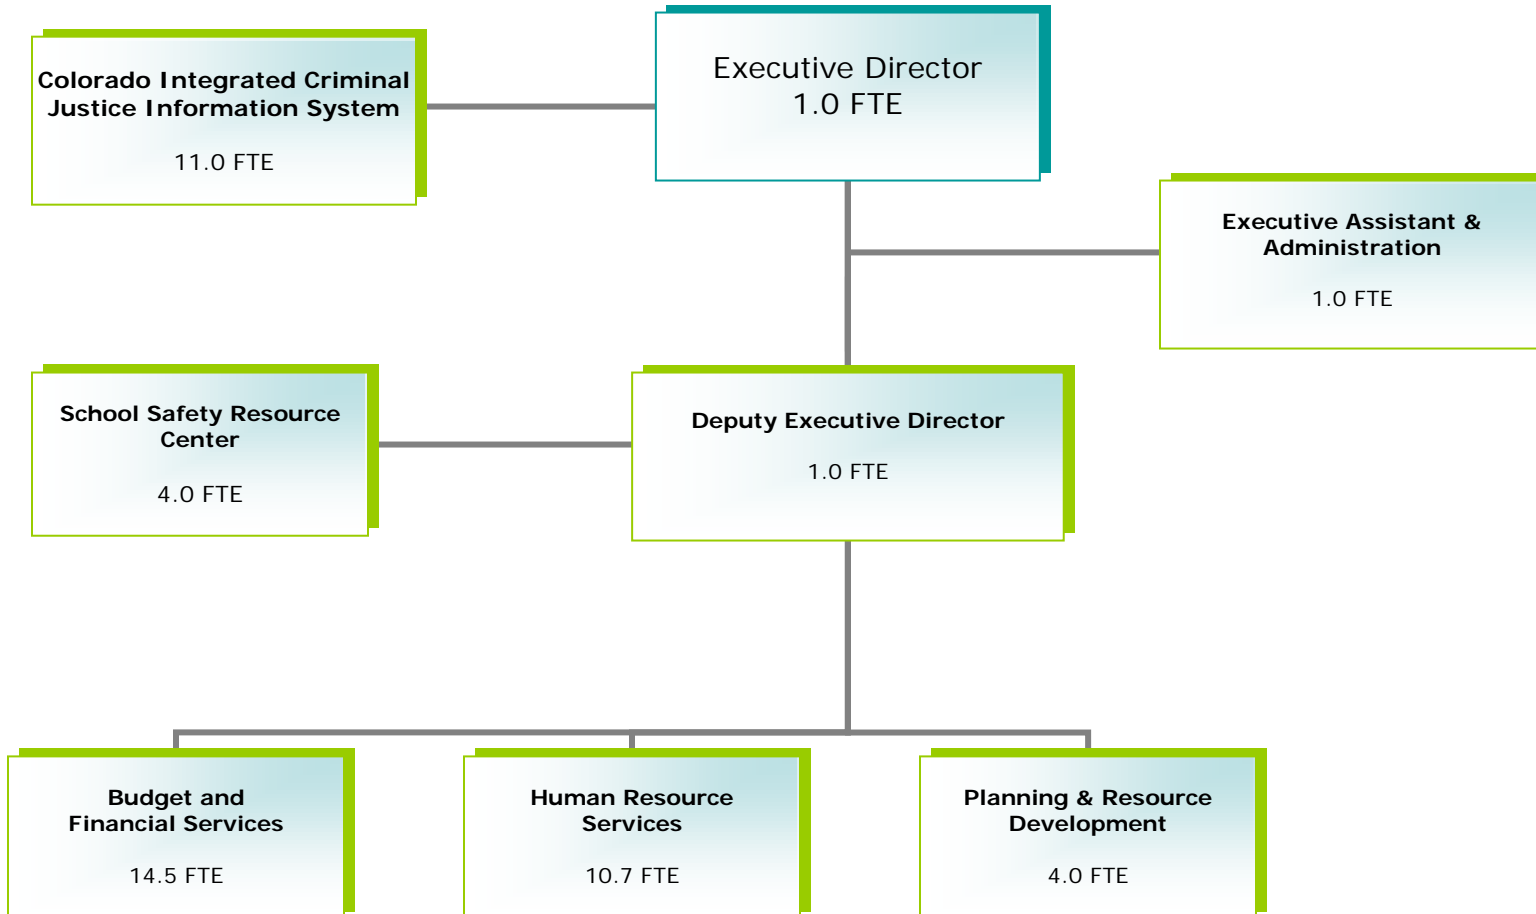 Executive Director
1.0 FTE
Colorado Integrated Criminal
Justice Information System
11.0 FTE
Executive Assistant &
Administration
1.0 FTE
School Safety Resource
Center
4.0 FTE
Deputy Executive Director
1.0 FTE
Budget and
Financial Services
14.5 FTE
Human Resource
Services
10.7 FTE
Planning & Resource
Development
4.0 FTE